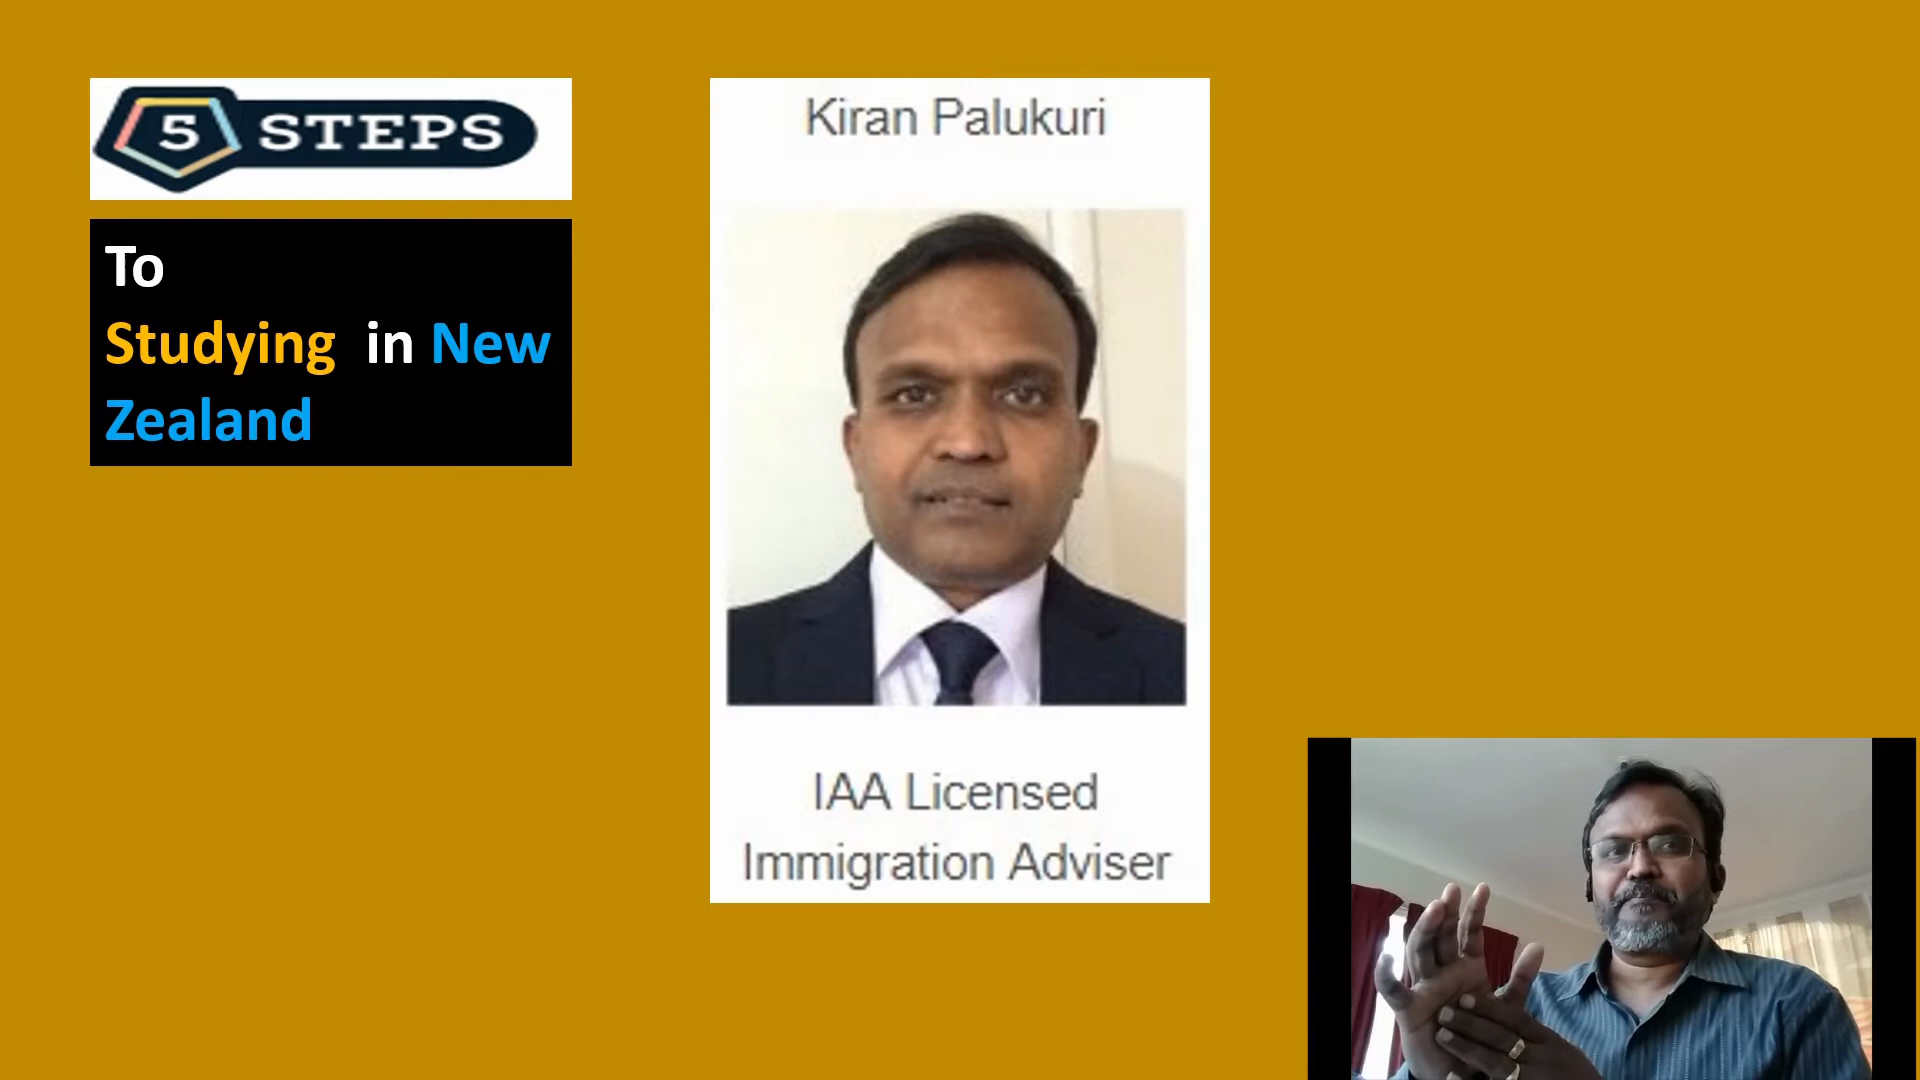 5 STEPS
To
Studying in New
Zealand
Kiran Palukuri
IAA Licensed
Immigration Adviser